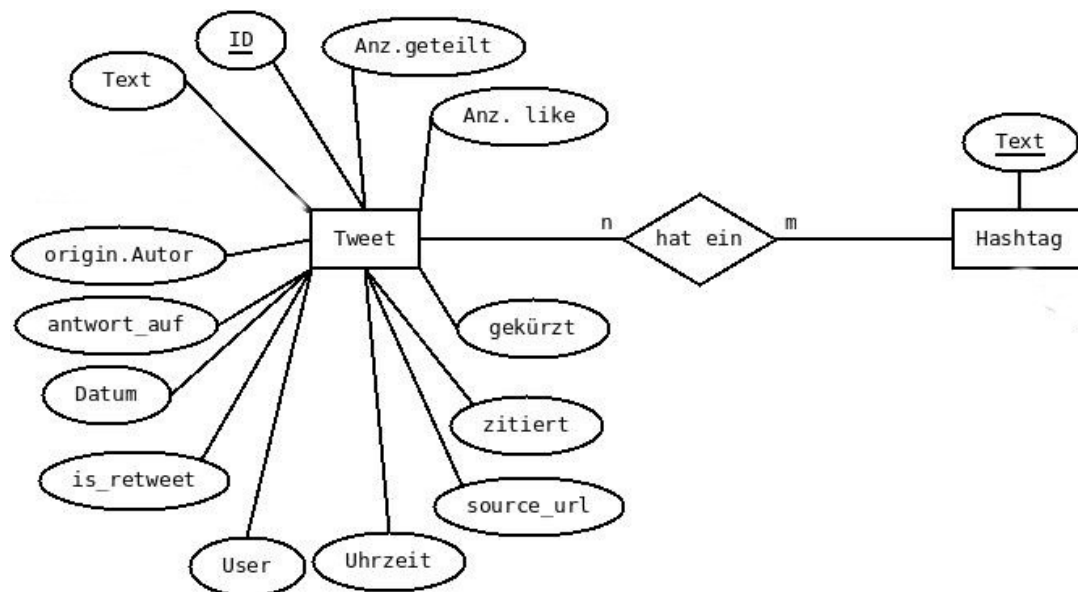 ID
Anz.geteilt
Text
Anz. like
Text
n
m
Tweet
hat ein
Hashtag
origin.Autor
antwort_auf
gekürzt
Datum
zitiert
is_retweet
source_url
User
Uhrzeit